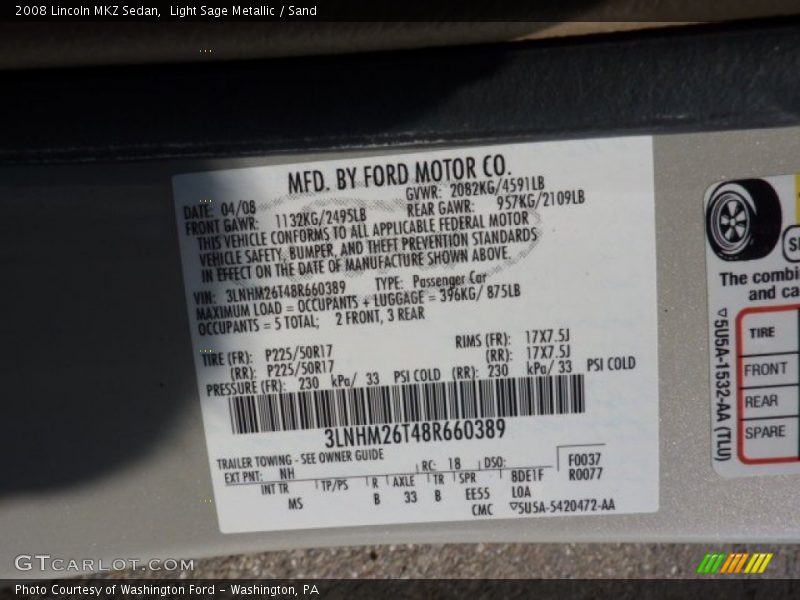 2008 Lincoln MKZ Sedan,  Light Sage Metallic / Sand
MFD. BY FORD MOTOR CO.
DATE: 04/08 GVWR: 2082KG/4591LB
FRONT GAWR: 1132KG/2495LB REAR GAWR: 957KG/2109LB
THIS VEHICLE CONFORMS TO ALL APPLICABLE FEDERAL MOTOR
VEHICLE SAFETY, BUMPER, AND THEFT PREVENTION STANDARDS
IN EFFECT ON THE DATE OF MANUFACTURE SHOWN ABOVE.
VIN: 3LNHM26T48R660389 TYPE: Passenger Car
MAXIMUM LOAD = OCCUPANTS + LUGGAGE = 396KG/ 875LB
OCCUPANTS = 5 TOTAL; 2 FRONT, 3 REAR
TIRE (FR): P225/50R17 RIMS (FR): 17X7.5J
(RR): P225/50R17 (RR): 17X7.5J
PRESSURE (FR): 230 kPa/ 33 PSI COLD (RR): 230 kPa/ 33 PSI COLD
3LNHM26T48R660389
TRAILER TOWING - SEE OWNER GUIDE
EXT PNT: NH RC: 18 DSO: F0037
INT TR TP/PS R AXLE TR SPR 8DE1F R0077
MS B 33 B EE55 LOA
CMC ▽5U5A-5420472-AA
The combi
and ca
▽5U5A-1532-AA (TLU)
TIRE
FRONT
REAR
SPARE
GTCARLOT.COM
Photo Courtesy of Washington Ford – Washington, PA